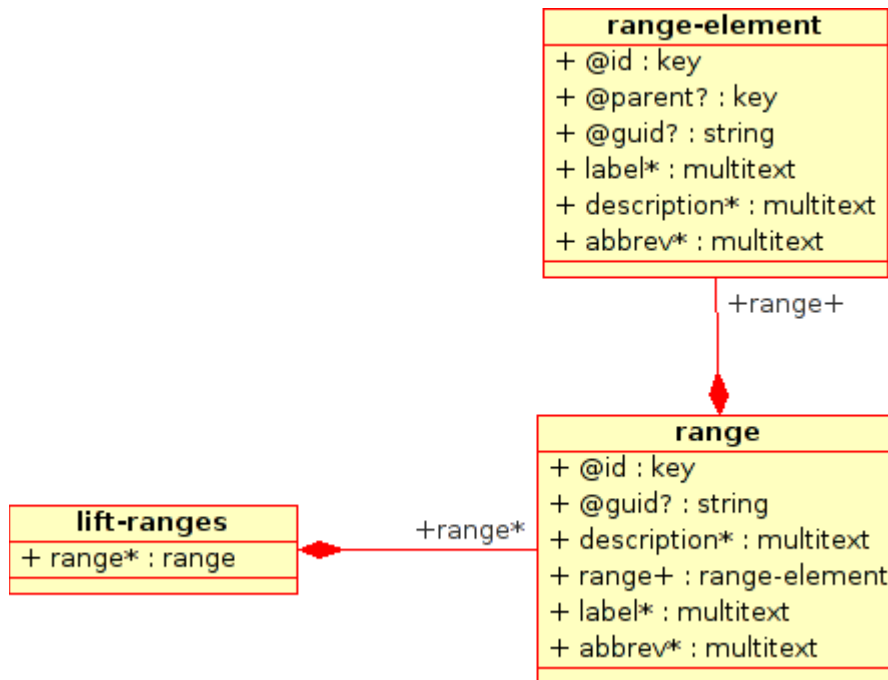 range-element
+ @id : key
+ @parent? : key
+ @guid? : string
+ label* : multitext
+ description* : multitext
+ abbrev* : multitext
+range+
range
+ @id : key
+ @guid? : string
+ description* : multitext
+ range+ : range-element
+ label* : multitext
+ abbrev* : multitext
lift-ranges
+ range* : range
+range*